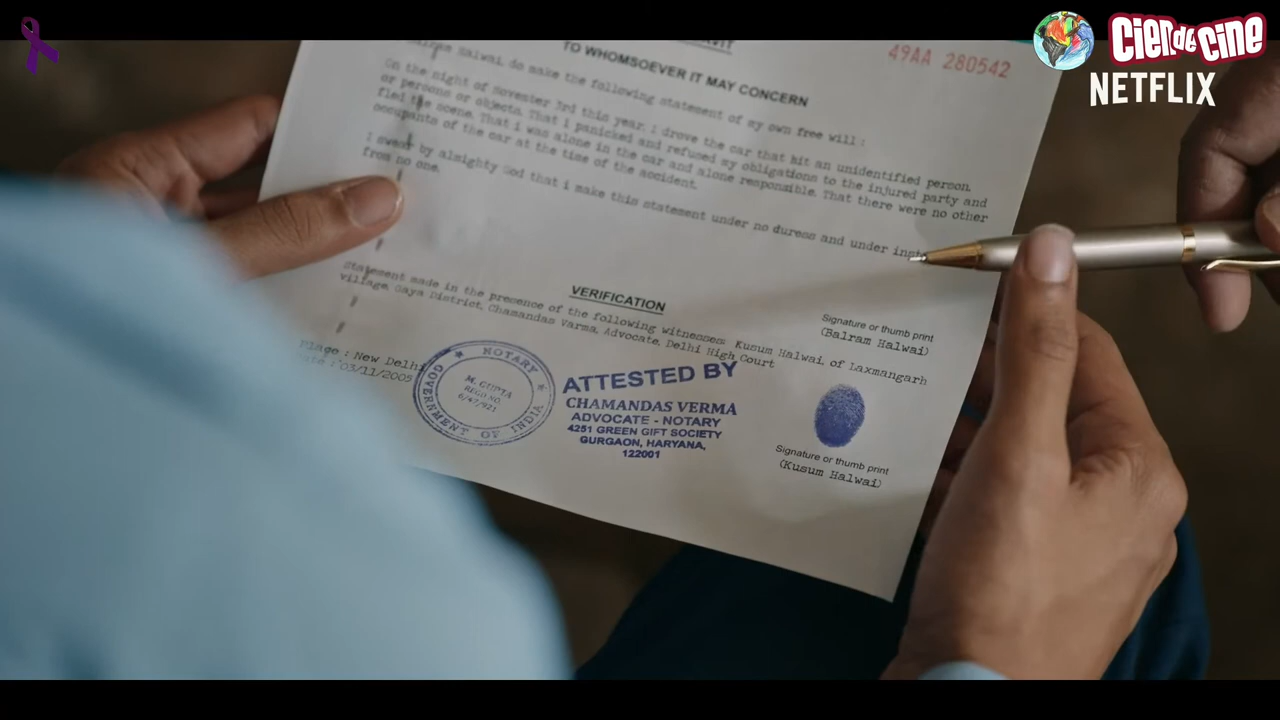 Cien de Cine
NETFLIX
49AA 280542
TO WHOMSOEVER IT MAY CONCERN
Halwai do make the following statement of my own free will :
On the night of November 3rd this year, i drove the car that hit an unidentified person,
or persons or objects. That i panicked and refused my obligations to the injured party and
fled the scene. That i was alone in the car and alone responsible. That there were no other
occupants of the car at the time of the accident.
I swear by almighty God that i make this statement under no duress and under
from no one.
VERIFICATION
Statement made in the presence of the following witnesses: Kusum Halwai, of Laxmangarh
village, Gaya District, Chamandas Varma, Advocate, Delhi High Court
Signature or thumb print
(Balram Halwai)
Place : New Delhi
: 03/11/2005
NOTARY
M. GUPTA
REGD NO.
6/47/921
GOVERNMENT OF INDIA
ATTESTED BY
CHAMANDAS VERMA
ADVOCATE - NOTARY
4251 GREEN GIFT SOCIETY
GURGAON, HARYANA,
122001
Signature or thumb print
(Kusum Halwai)